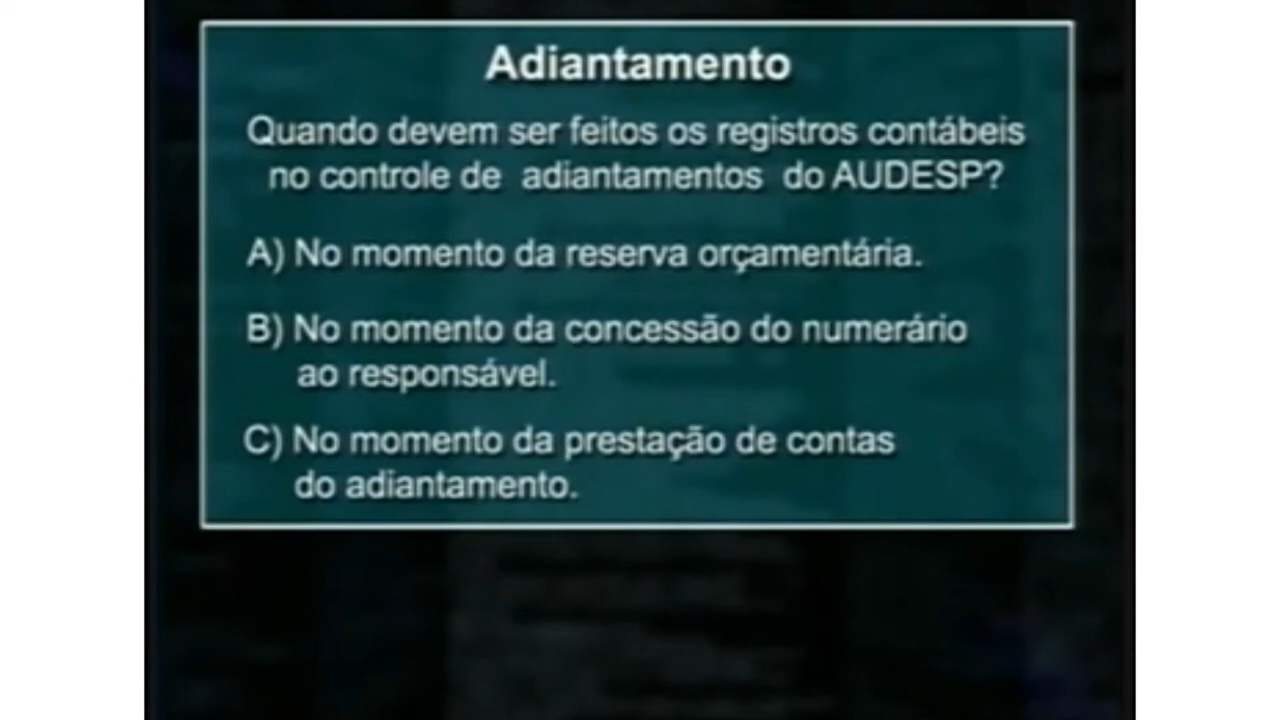 Adiantamento
Quando devem ser feitos os registros contábeis
no controle de adiantamentos do AUDESP?
A) No momento da reserva orçamentária.
B) No momento da concessão do numerário
ao responsável.
C) No momento da prestação de contas
do adiantamento.